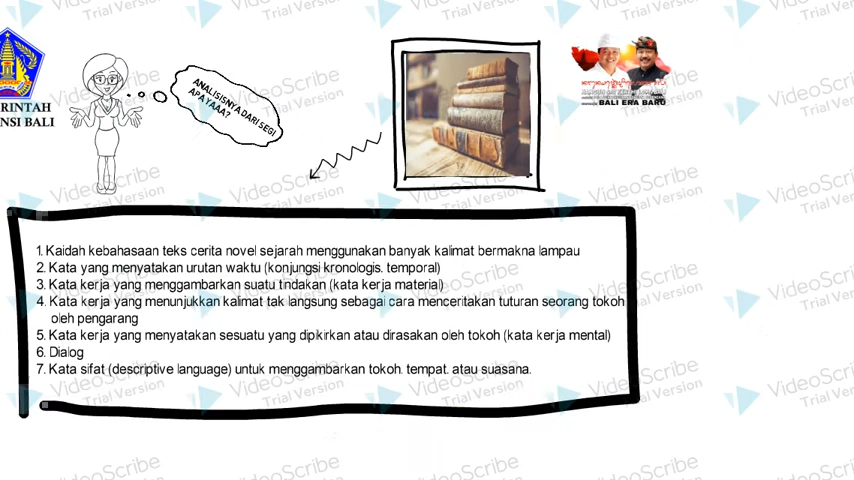 ANALISISNYA DARI SEGI
APA YAAA?
RINTAH
NSI BALI
BALI ERA BARU
1. Kaidah kebahasaan teks cerita novel sejarah menggunakan banyak kalimat bermakna lampau
2. Kata yang menyatakan urutan waktu (konjungsi kronologis. temporal)
3. Kata kerja yang menggambarkan suatu tindakan (kata kerja material)
4. Kata kerja yang menunjukkan kalimat tak langsung sebagai cara menceritakan tuturan seorang tokoh
oleh pengarang
5. Kata kerja yang menyatakan sesuatu yang dipikirkan atau dirasakan oleh tokoh (kata kerja mental)
6. Dialog
7. Kata sifat (descriptive language) untuk menggambarkan tokoh. tempat. atau suasana.
VideoScribe
Trial Version